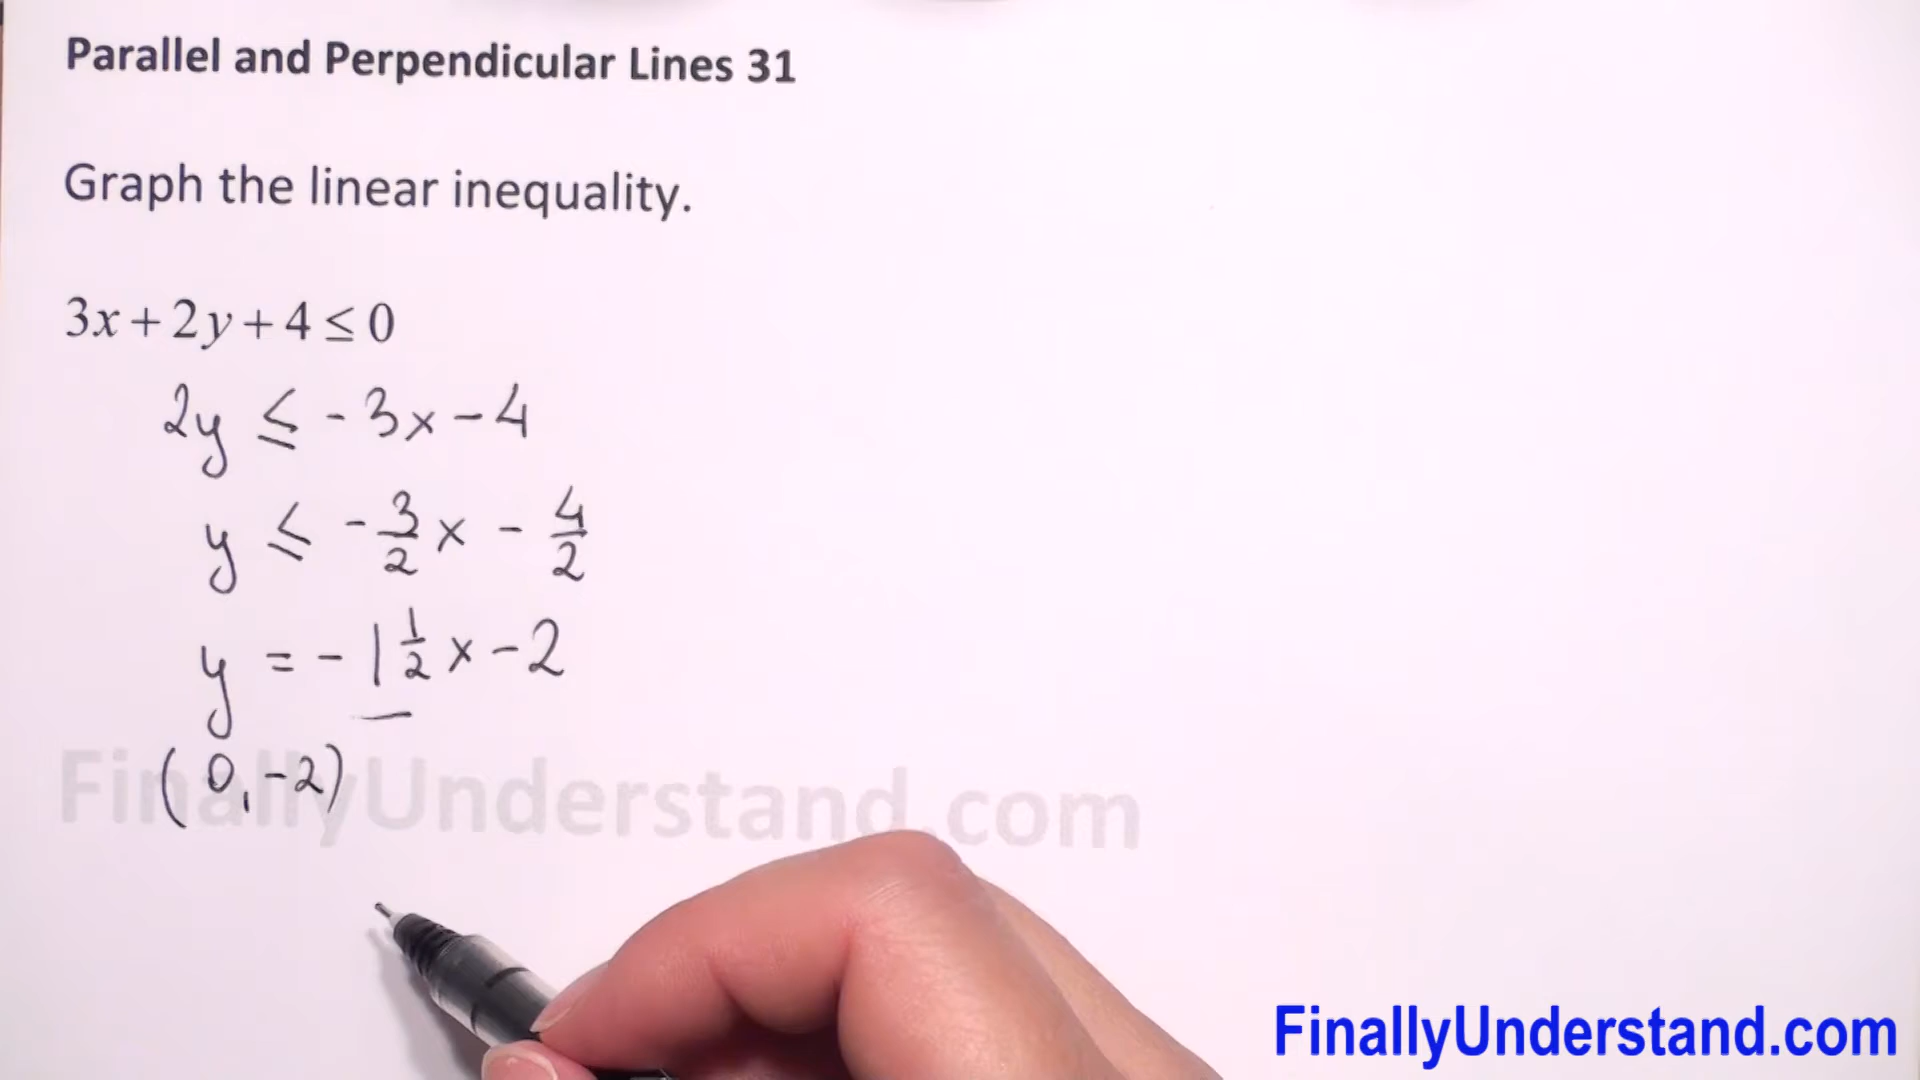 Parallel and Perpendicular Lines 31
Graph the linear inequality.
3x+2y+4≤0
2y ≤ -3x-4
y ≤ -3/2 x - 4/2
y = -1 1/2 x-2
(0,-2)
FinallyUnderstand.com
FinallyUnderstand.com